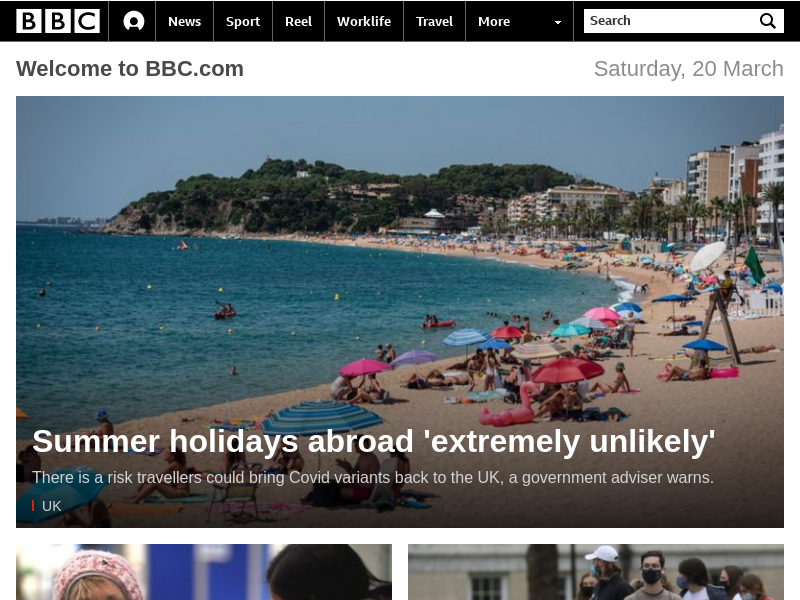 BBC
News
Sport
Reel
Worklife
Travel
More
Search
Welcome to BBC.com
Saturday, 20 March
Summer holidays abroad 'extremely unlikely'
There is a risk travellers could bring Covid variants back to the UK, a government adviser warns.
UK